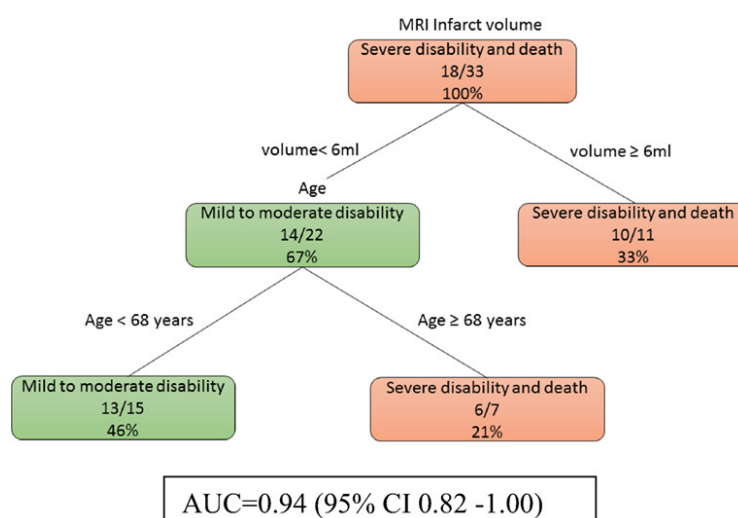 MRI Infarct volume
Severe disability and death
18/33
100%
volume< 6ml
volume ≥ 6ml
Age
Mild to moderate disability
14/22
67%
Severe disability and death
10/11
33%
Age < 68 years
Age ≥ 68 years
Mild to moderate disability
13/15
46%
Severe disability and death
6/7
21%
AUC=0.94 (95% CI 0.82 -1.00)